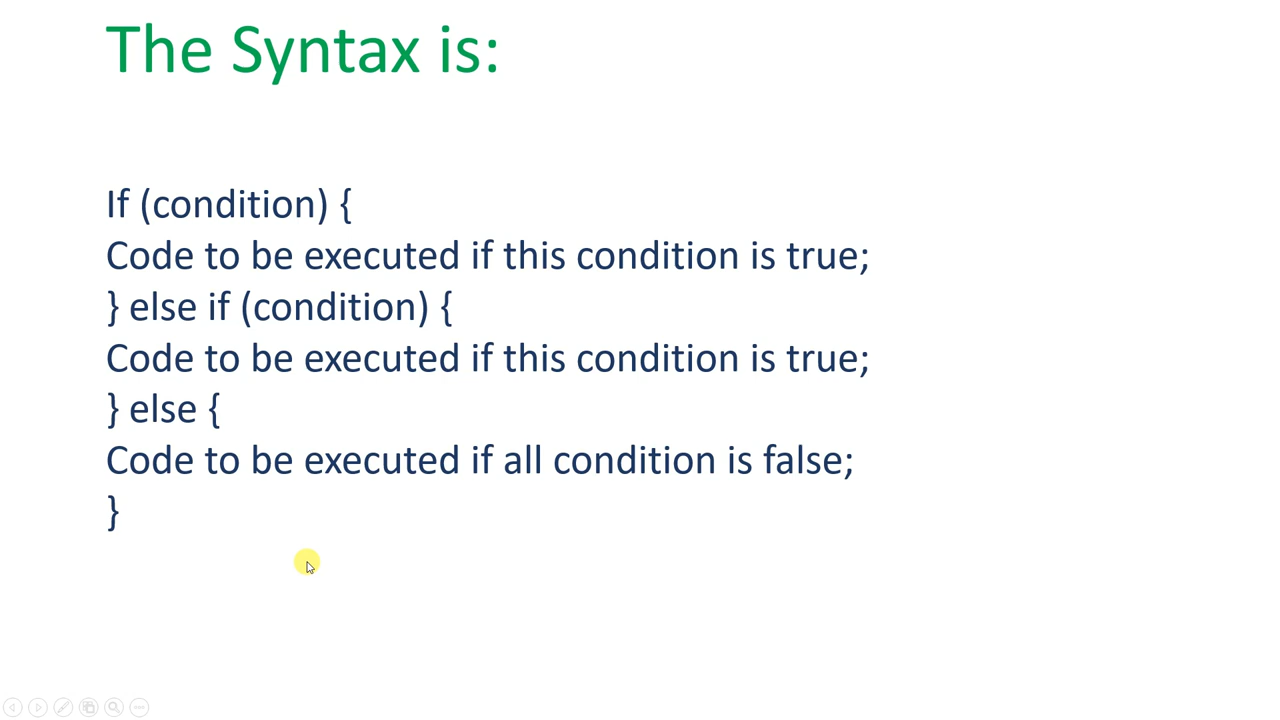 The Syntax is:
If (condition) {
Code to be executed if this condition is true;
} else if (condition) {
Code to be executed if this condition is true;
} else {
Code to be executed if all condition is false;
}